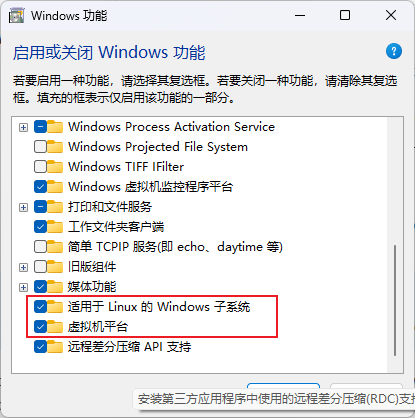 Windows 功能
启用或关闭 Windows 功能
若要启用一种功能，请选择其复选框。若要关闭一种功能，请清除其复选
框。填充的框表示仅启用该功能的一部分。
Windows Process Activation Service
Windows Projected File System
Windows TIFF IFilter
Windows 虚拟机监控程序平台
打印和文件服务
工作文件夹客户端
简单 TCPIP 服务(即 echo、daytime 等)
旧版组件
媒体功能
适用于 Linux 的 Windows 子系统
虚拟机平台
远程差分压缩 API 支持
安装第三方应用程序中使用的远程差分压缩(RDC)支持